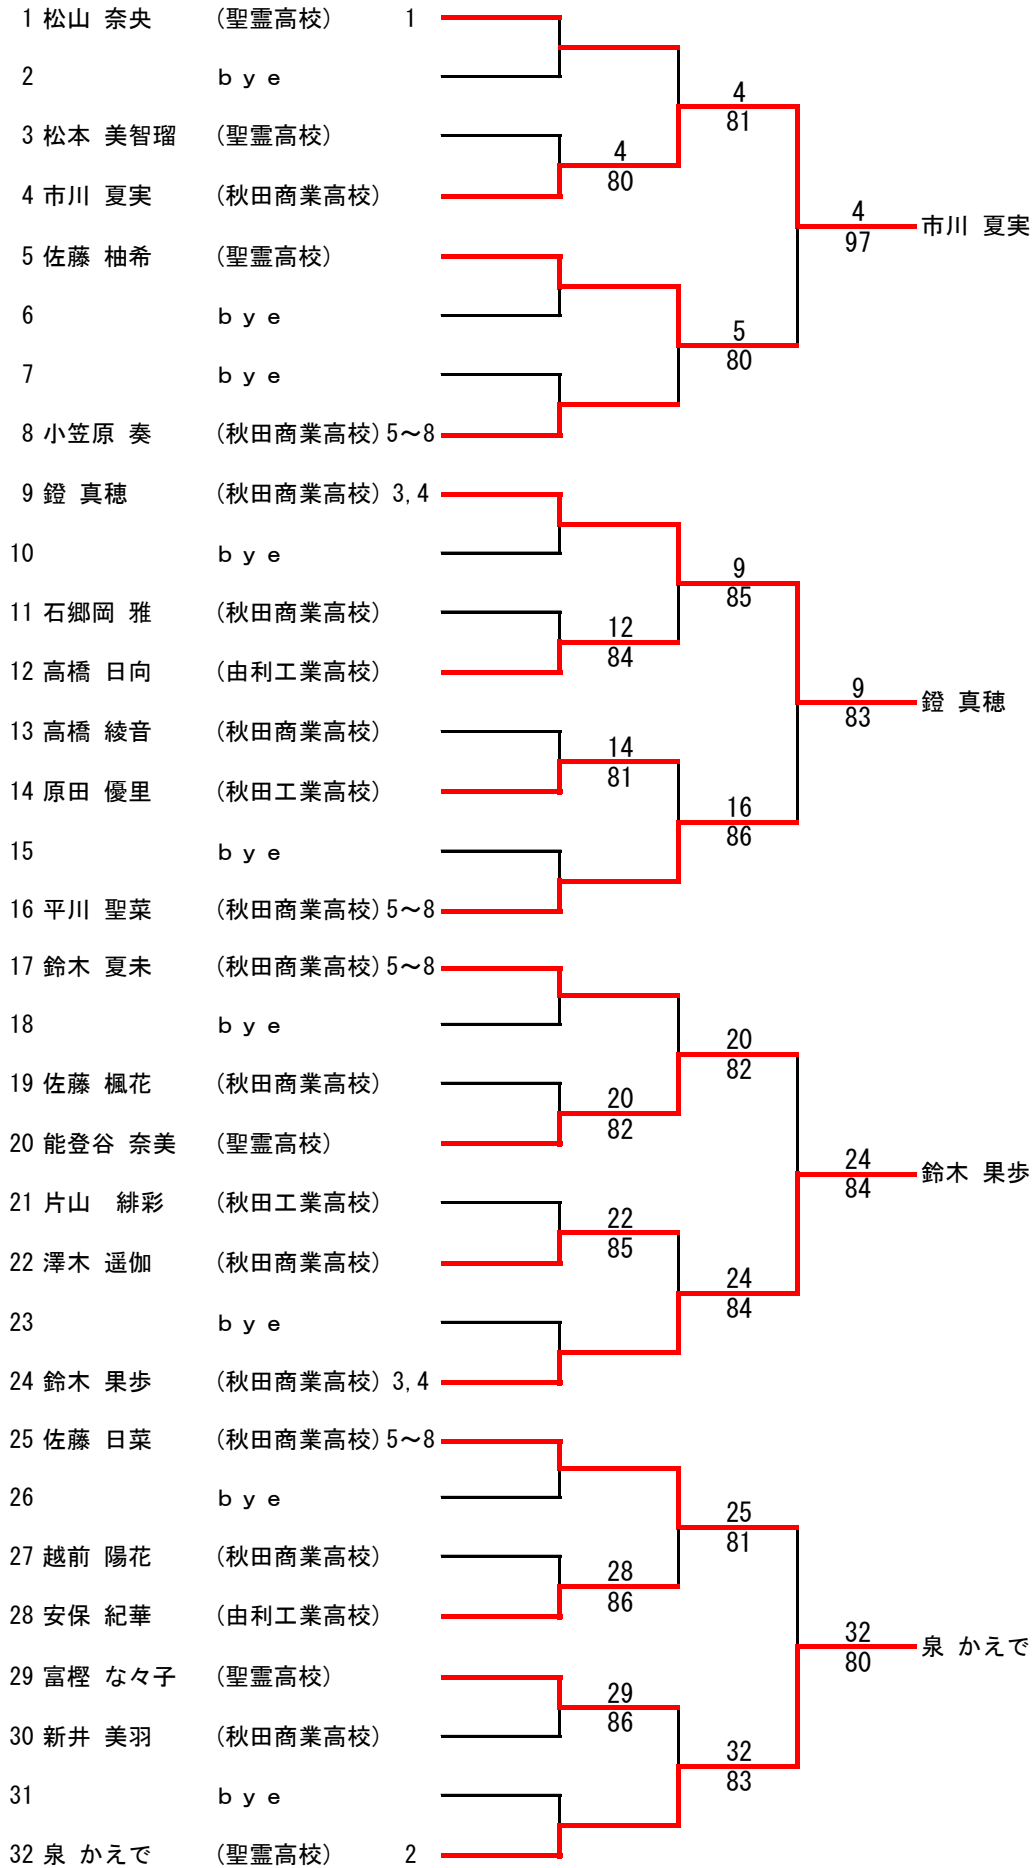 1 松山 奈央 (聖霊高校) 1
2 ｂｙｅ
4
81
3 松本 美智瑠 (聖霊高校)
4
80
4 市川 夏実 (秋田商業高校)
4
97
市川 夏実
5 佐藤 柚希 (聖霊高校)
6 ｂｙｅ
5
80
7 ｂｙｅ
8 小笠原 奏 (秋田商業高校) 5～8
9 鐙 真穂 (秋田商業高校) 3,4
10 ｂｙｅ
9
85
11 石郷岡 雅 (秋田商業高校)
12
84
12 高橋 日向 (由利工業高校)
9
83
鐙 真穂
13 高橋 綾音 (秋田商業高校)
14
81
14 原田 優里 (秋田工業高校)
16
86
15 ｂｙｅ
16 平川 聖菜 (秋田商業高校) 5～8
17 鈴木 夏未 (秋田商業高校) 5～8
18 ｂｙｅ
20
82
19 佐藤 楓花 (秋田商業高校)
20
82
20 能登谷 奈美 (聖霊高校)
24
84
鈴木 果歩
21 片山　緋彩 (秋田工業高校)
22
85
22 澤木 遥伽 (秋田商業高校)
24
84
23 ｂｙｅ
24 鈴木 果歩 (秋田商業高校) 3,4
25 佐藤 日菜 (秋田商業高校) 5～8
26 ｂｙｅ
25
81
27 越前 陽花 (秋田商業高校)
28
86
28 安保 紀華 (由利工業高校)
32
80
泉 かえで
29 富樫 な々子 (聖霊高校)
29
86
30 新井 美羽 (秋田商業高校)
32
83
31 ｂｙｅ
32 泉 かえで (聖霊高校) 2